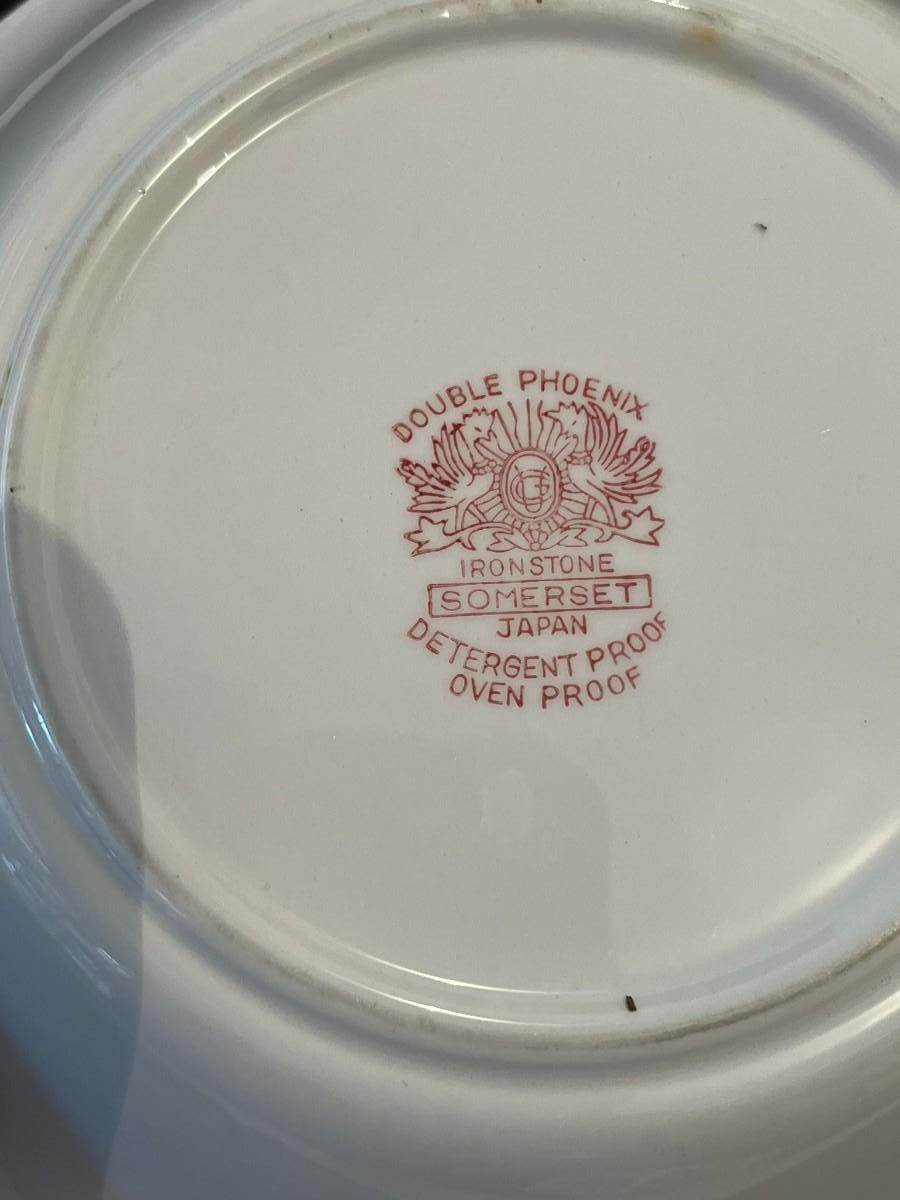 DOUBLE PHOENIX
IRONSTONE
SOMERSET
JAPAN
DETERGENT PROOF
OVEN PROOF